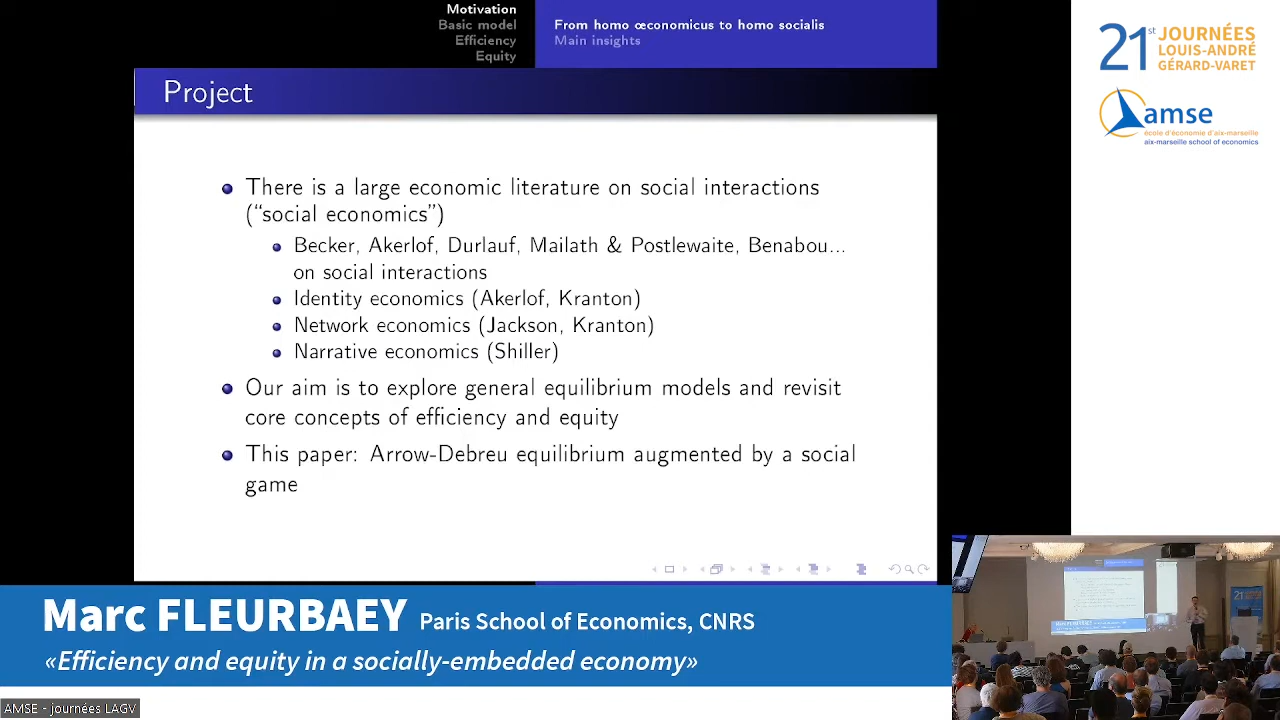 Motivation
Basic model
Efficiency
Equity
From homo œconomicus to homo socialis
Main insights
Project
There is a large economic literature on social interactions
(“social economics”)
Becker, Akerlof, Durlauf, Mailath & Postlewaite, Benabou...
on social interactions
Identity economics (Akerlof, Kranton)
Network economics (Jackson, Kranton)
Narrative economics (Shiller)
Our aim is to explore general equilibrium models and revisit
core concepts of efficiency and equity
This paper: Arrow-Debreu equilibrium augmented by a social
game
21st JOURNÉES
LOUIS-ANDRÉ
GÉRARD-VARET
amse
école d'économie d'aix-marseille
aix-marseille school of economics
Marc FLEURBAEY Paris School of Economics, CNRS
«Efficiency and equity in a socially-embedded economy»
AMSE - journées LAGV